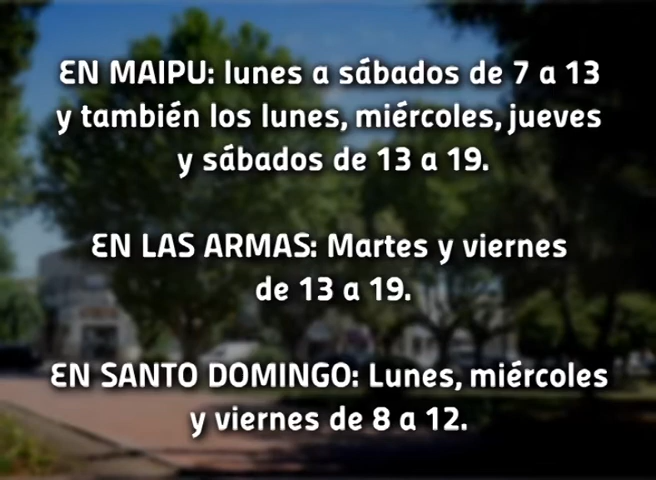 EN MAIPU: lunes a sábados de 7 a 13
y también los lunes, miércoles, jueves
y sábados de 13 a 19.
EN LAS ARMAS: Martes y viernes
de 13 a 19.
EN SANTO DOMINGO: Lunes, miércoles
y viernes de 8 a 12.